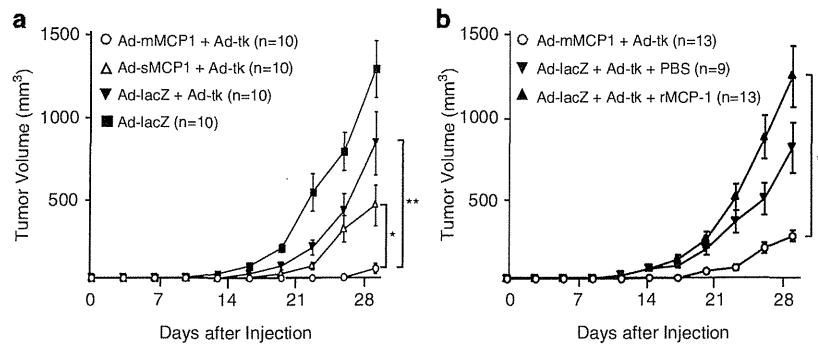 a
1500
1000
500
Tumor Volume (mm³)
Ad-mMCP1 + Ad-tk (n=10)
Ad-sMCP1 + Ad-tk (n=10)
Ad-lacZ + Ad-tk (n=10)
Ad-lacZ (n=10)
**
*
0 7 14 21 28
Days after Injection
b
1500
1000
500
Tumor Volume (mm³)
Ad-mMCP1 + Ad-tk (n=13)
Ad-lacZ + Ad-tk + PBS (n=9)
Ad-lacZ + Ad-tk + rMCP-1 (n=13)
0 7 14 21 28
Days after Injection